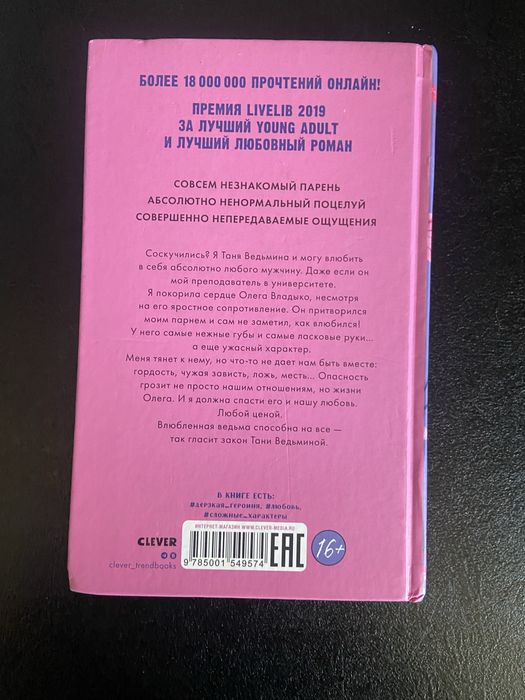 БОЛЕЕ 18 000 000 ПРОЧТЕНИЙ ОНЛАЙН!
ПРЕМИЯ LIVELIB 2019
ЗА ЛУЧШИЙ YOUNG ADULT
И ЛУЧШИЙ ЛЮБОВНЫЙ РОМАН
СОВСЕМ НЕЗНАКОМЫЙ ПАРЕНЬ
АБСОЛЮТНО НЕНОРМАЛЬНЫЙ ПОЦЕЛУЙ
СОВЕРШЕННО НЕПЕРЕДАВАЕМЫЕ ОЩУЩЕНИЯ
Соскучились? Я Таня Ведьмина и могу влюбить
в себя абсолютно любого мужчину. Даже если он
мой преподаватель в университете.
Я покорила сердце Олега Владыко, несмотря
на его яростное сопротивление. Он притворился
моим парнем и сам не заметил, как влюбился!
У него самые нежные губы и самые ласковые руки...
а еще ужасный характер.
Меня тянет к нему, но что-то не дает нам быть вместе:
гордость, чужая зависть, ложь, месть... Опасность
грозит не просто нашим отношениям, но жизни
Олега. И я должна спасти его и нашу любовь.
Любой ценой.
Влюбленная ведьма способна на все —
так гласит закон Тани Ведьминой.
В КНИГЕ ЕСТЬ:
#ДЕРЗКАЯ_ГЕРОИНЯ, #ЛЮБОВЬ,
#СЛОЖНЫЕ_ХАРАКТЕРЫ
ИНТЕРНЕТ-МАГАЗИН WWW.CLEVER-MEDIA.RU
CLEVER
clever_trendbooks
9 785001 549574
EAC
16+